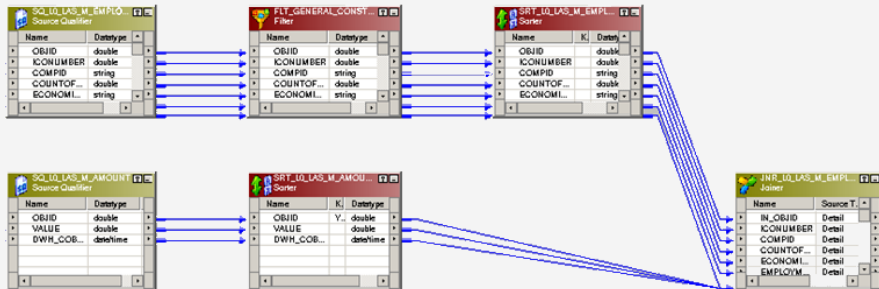 SQ_L0_LAS_M_EMPLO...
Source Qualifier
Name Datatype
OBJID double
ICONUMBER double
COMPID string
COUNTOF... double
ECONOMI... string
FLT_GENERAL_CONST...
Filter
Name Datatype
OBJID double
ICONUMBER double
COMPID string
COUNTOF... double
ECONOMI... string
SRT_L0_LAS_M_EMPL...
Sorter
Name K. Dataty
OBJID double
ICONUMBER double
COMPID string
COUNTOF... double
ECONOMI... string
SQ_L0_LAS_M_AMOUNT
Source Qualifier
Name Datatype
OBJID double
VALUE double
DWH_COB... date/time
SRT_L0_LAS_M_AMOU...
Sorter
Name K. Datatype
OBJID Y.. double
VALUE double
DWH_COB... date/time
JNR_L0_LAS_M_EMPL...
Joiner
Name Source T...
IN_OBJID Detail
ICONUMBER Detail
COMPID Detail
COUNTOF... Detail
ECONOMI... Detail
EMPLOYM... Detail